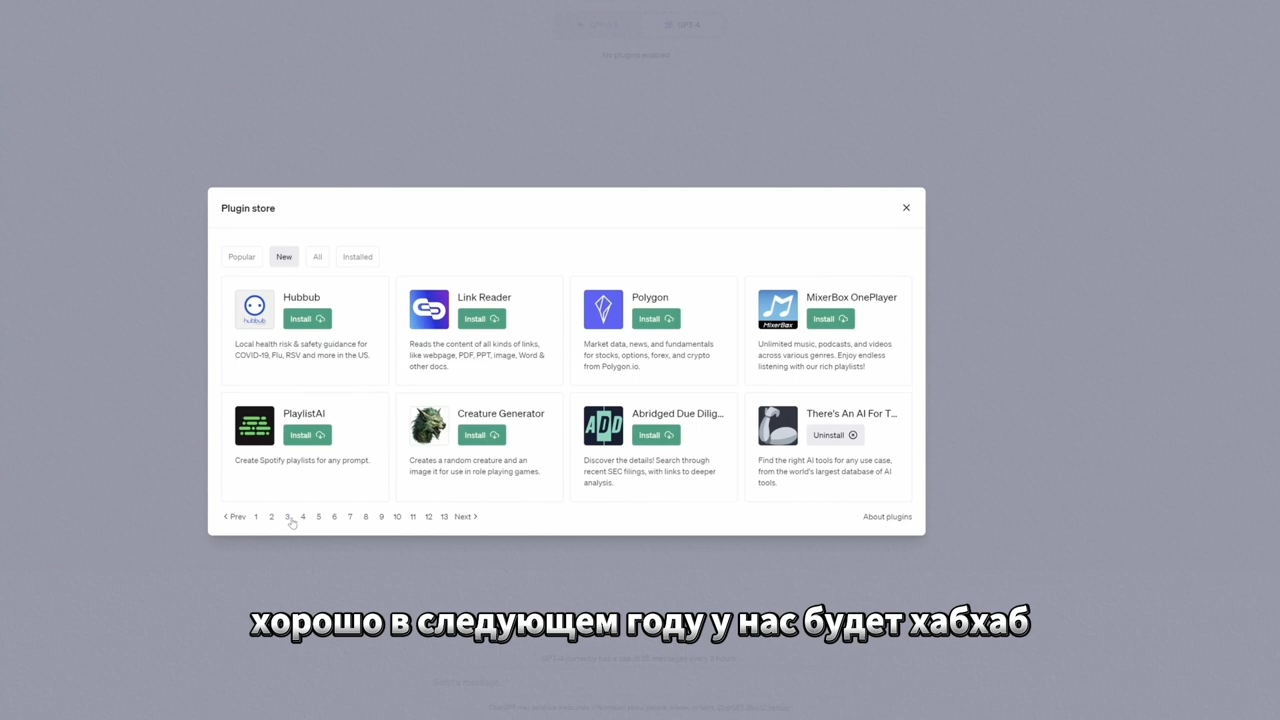 GPT-4
No plugins enabled
Plugin store
Popular
New
All
Installed
Hubbub
Install
Local health risk & safety guidance for
COVID-19, Flu, RSV and more in the US.
hubbub
Link Reader
Install
Reads the content of all kinds of links,
like webpage, PDF, PPT, image, Word &
other docs.
Polygon
Install
Market data, news, and fundamentals
for stocks, options, forex, and crypto
from Polygon.io.
MixerBox OnePlayer
Install
MixerBox
Unlimited music, podcasts, and videos
across various genres. Enjoy endless
listening with our rich playlists!
PlaylistAI
Install
Create Spotify playlists for any prompt.
Creature Generator
Install
Creates a random creature and an
image it for use in role playing games.
ADD
Abridged Due Dilig...
Install
Discover the details! Search through
recent SEC filings, with links to deeper
analysis.
There's An AI For T...
Uninstall
Find the right AI tools for any use case,
from the world's largest database of AI
tools.
Prev 1 2 3 4 5 6 7 8 9 10 11 12 13 Next
About plugins
хорошо в следующем году у нас будет хабхаб